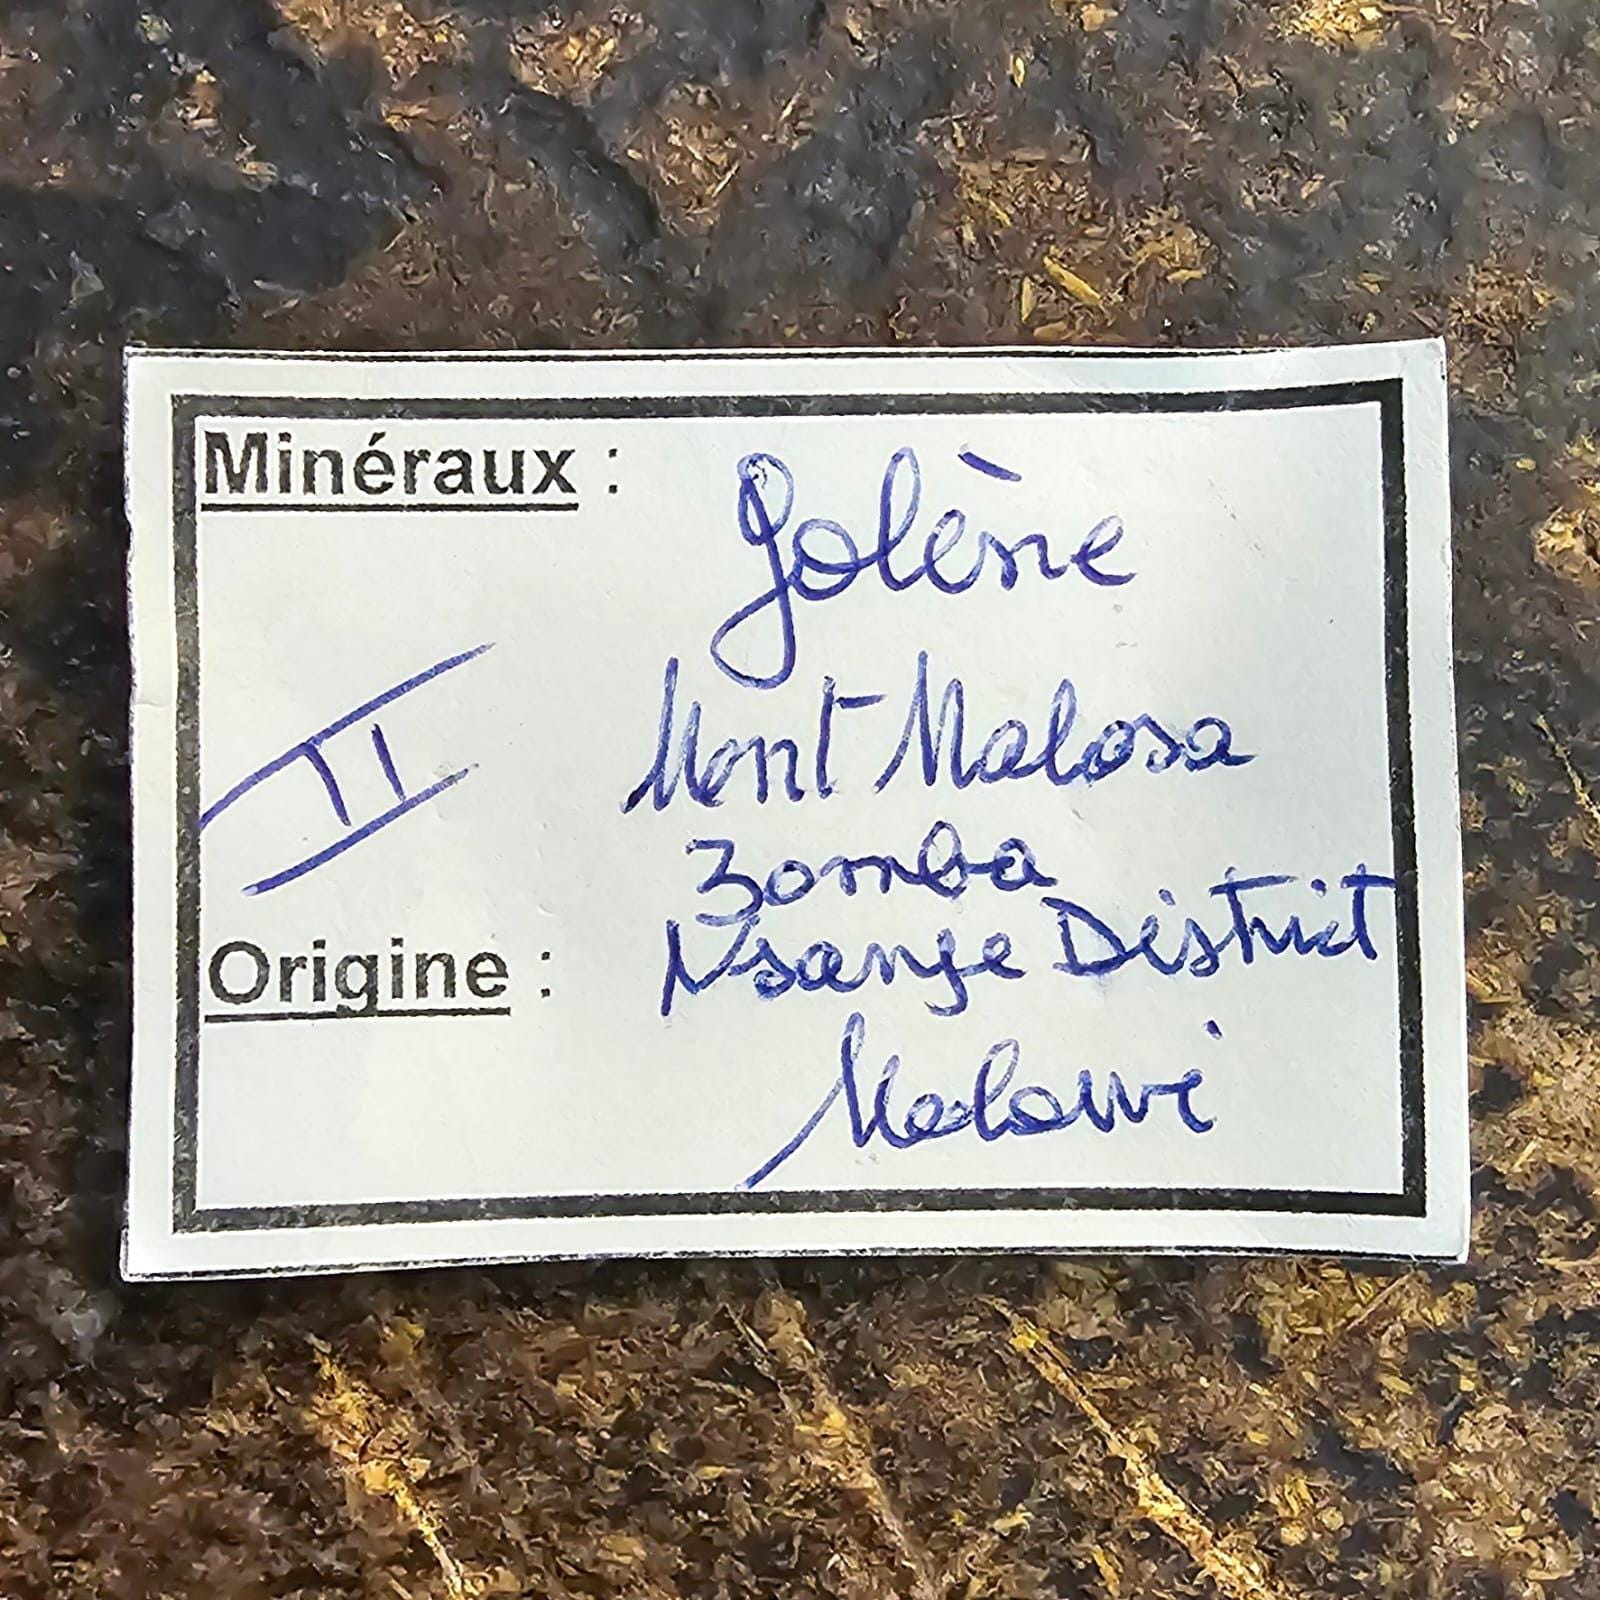 Minéraux :
Golène
Mont Malosa
II
Zomba
Nsanje District
Origine :
Malawi